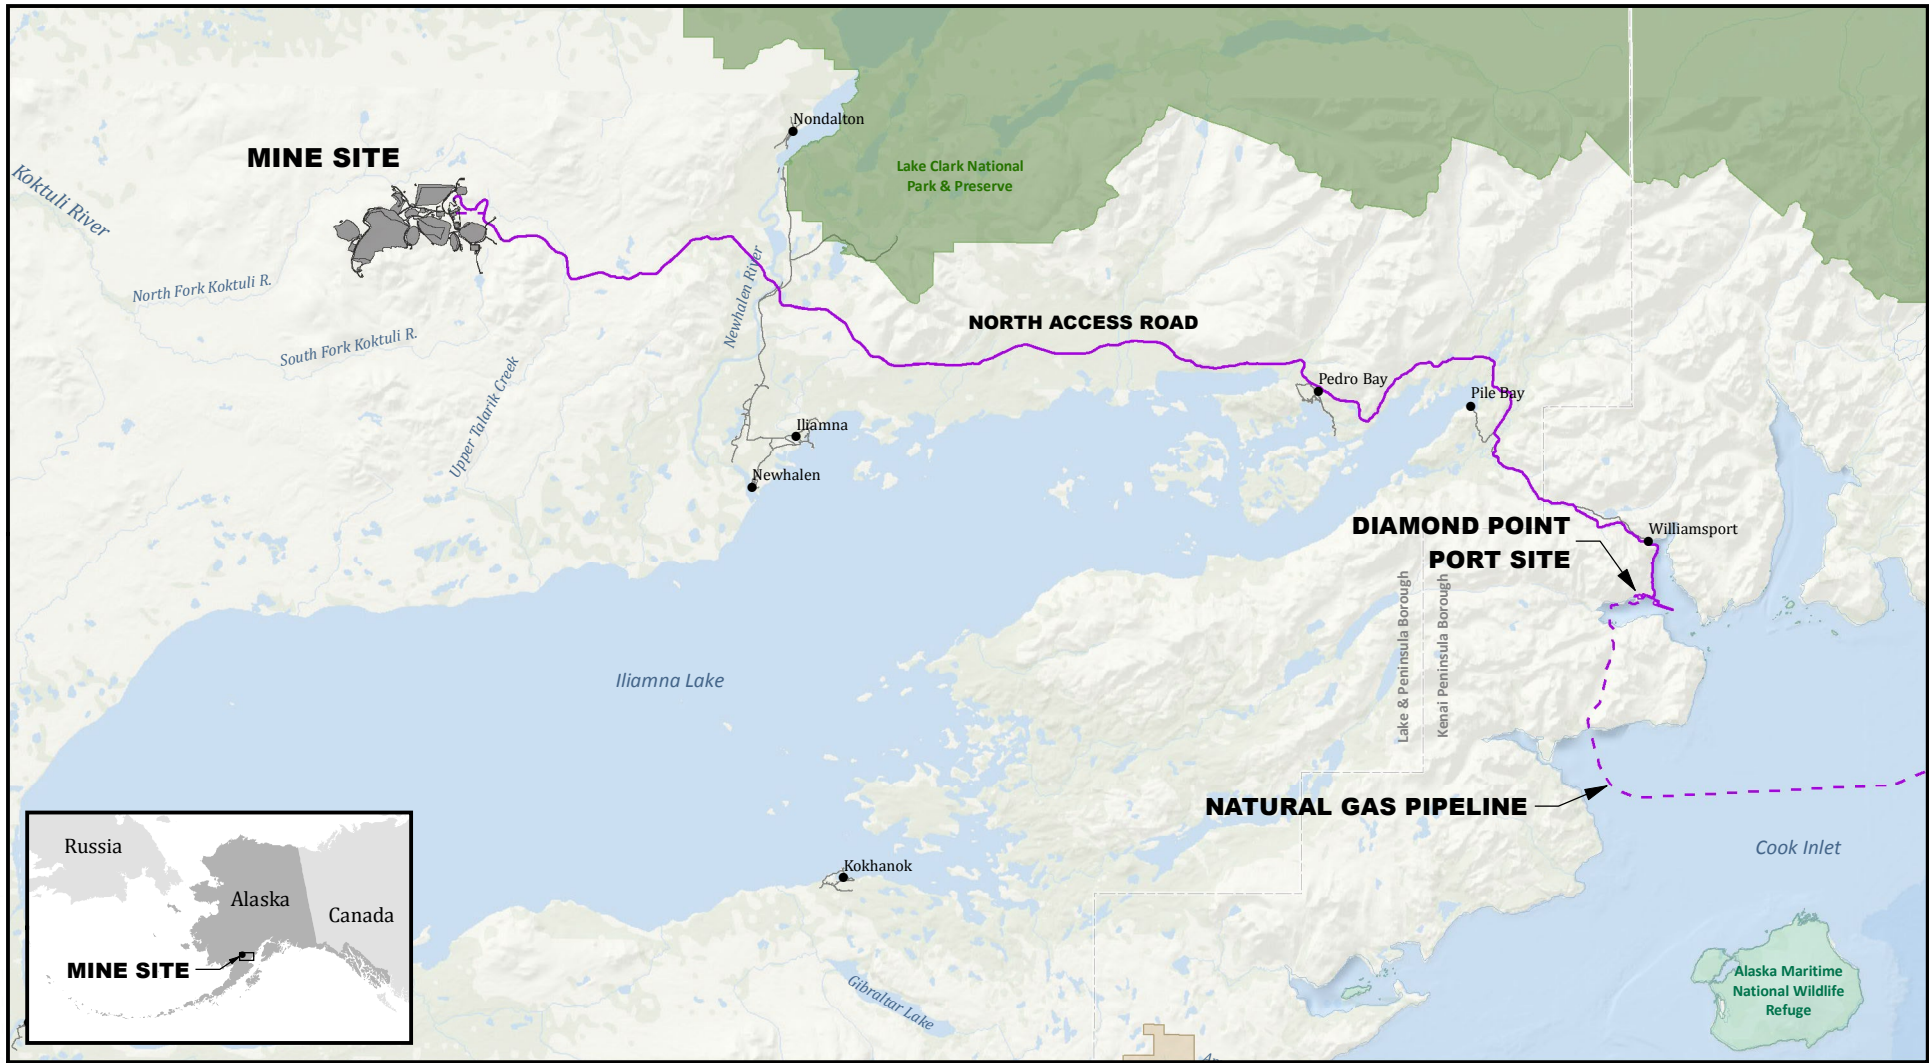 Nondalton
MINE SITE
Lake Clark National
Park & Preserve
Koktuli River
North Fork Koktuli R.
South Fork Koktuli R.
Newhalen River
NORTH ACCESS ROAD
Upper Talarik Creek
Pedro Bay
Pile Bay
Iliamna
Newhalen
DIAMOND POINT
PORT SITE
Williamsport
Lake & Peninsula Borough
Kenai Peninsula Borough
Iliamna Lake
NATURAL GAS PIPELINE
Cook Inlet
Kokhanok
Russia
Alaska
Canada
MINE SITE
Gibraltar Lake
Alaska Maritime
National Wildlife
Refuge